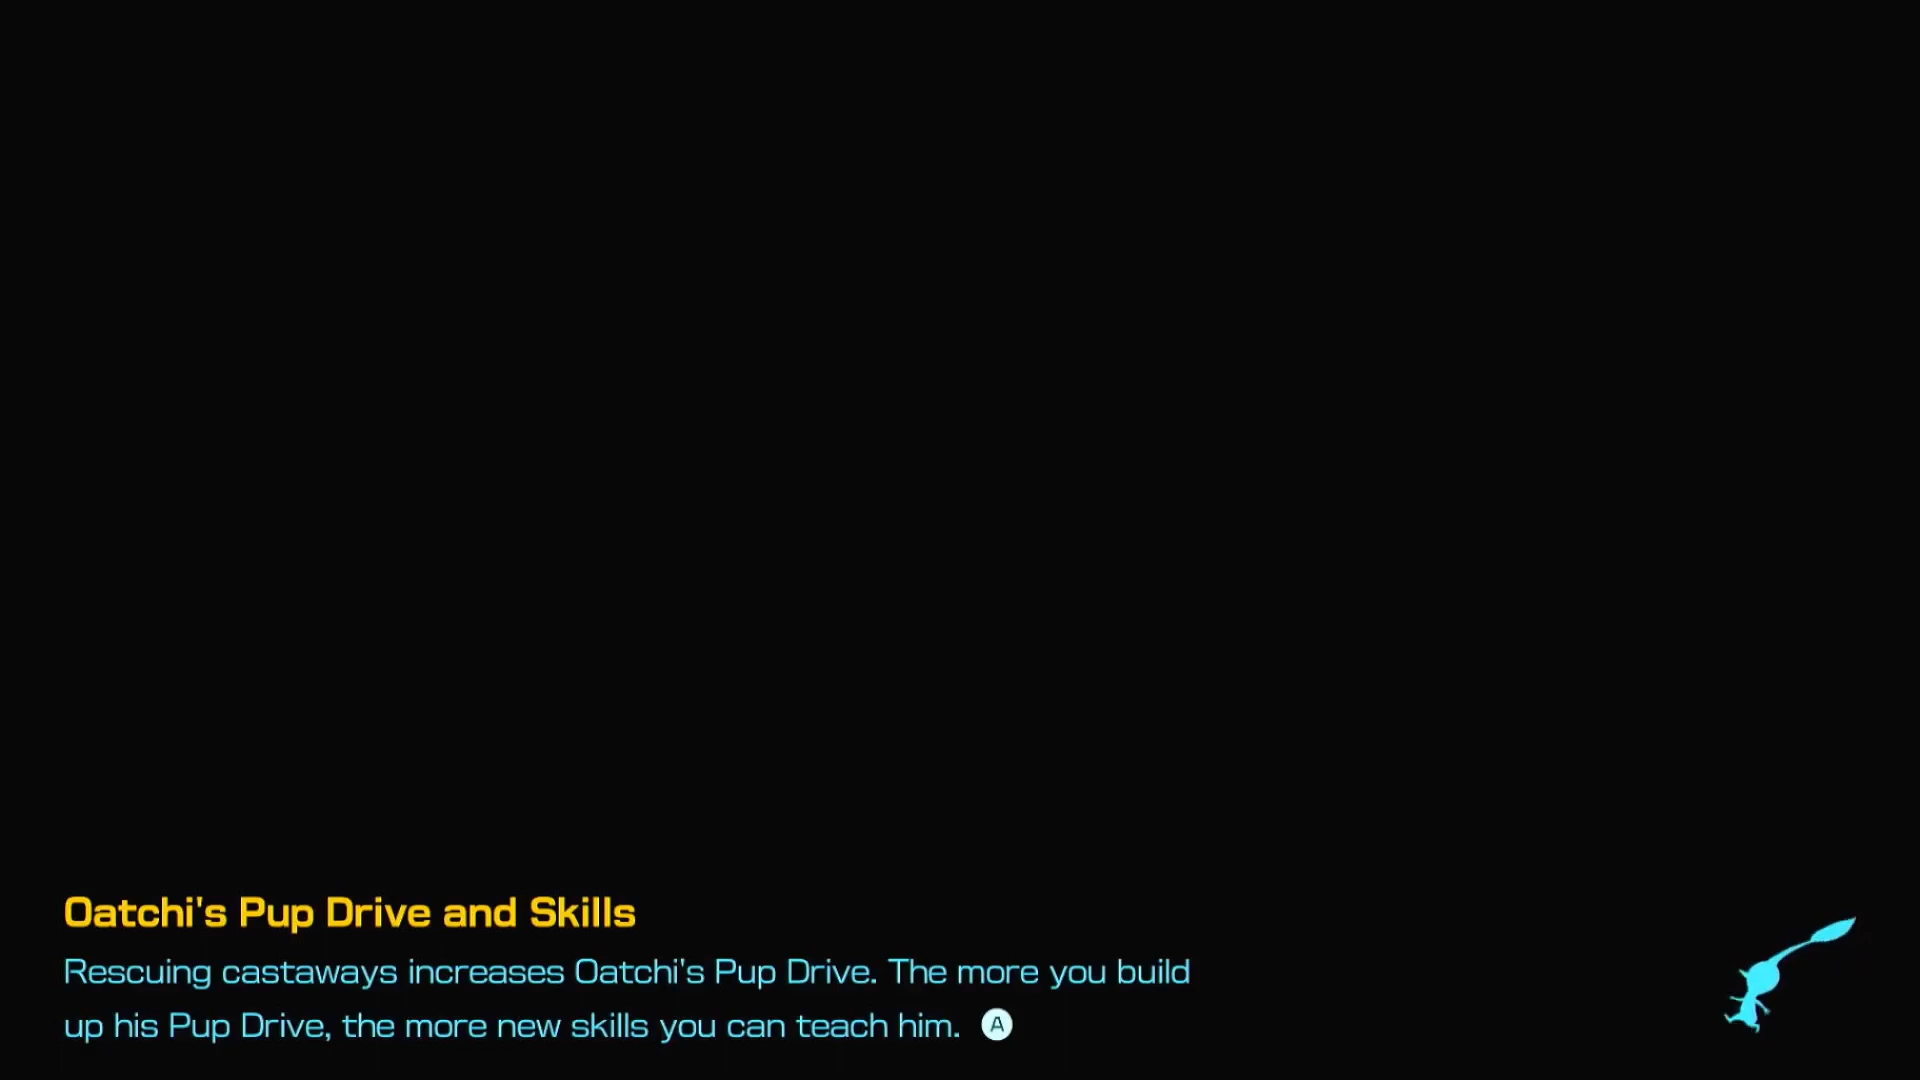 Oatchi's Pup Drive and Skills
Rescuing castaways increases Oatchi's Pup Drive. The more you build
up his Pup Drive, the more new skills you can teach him. A